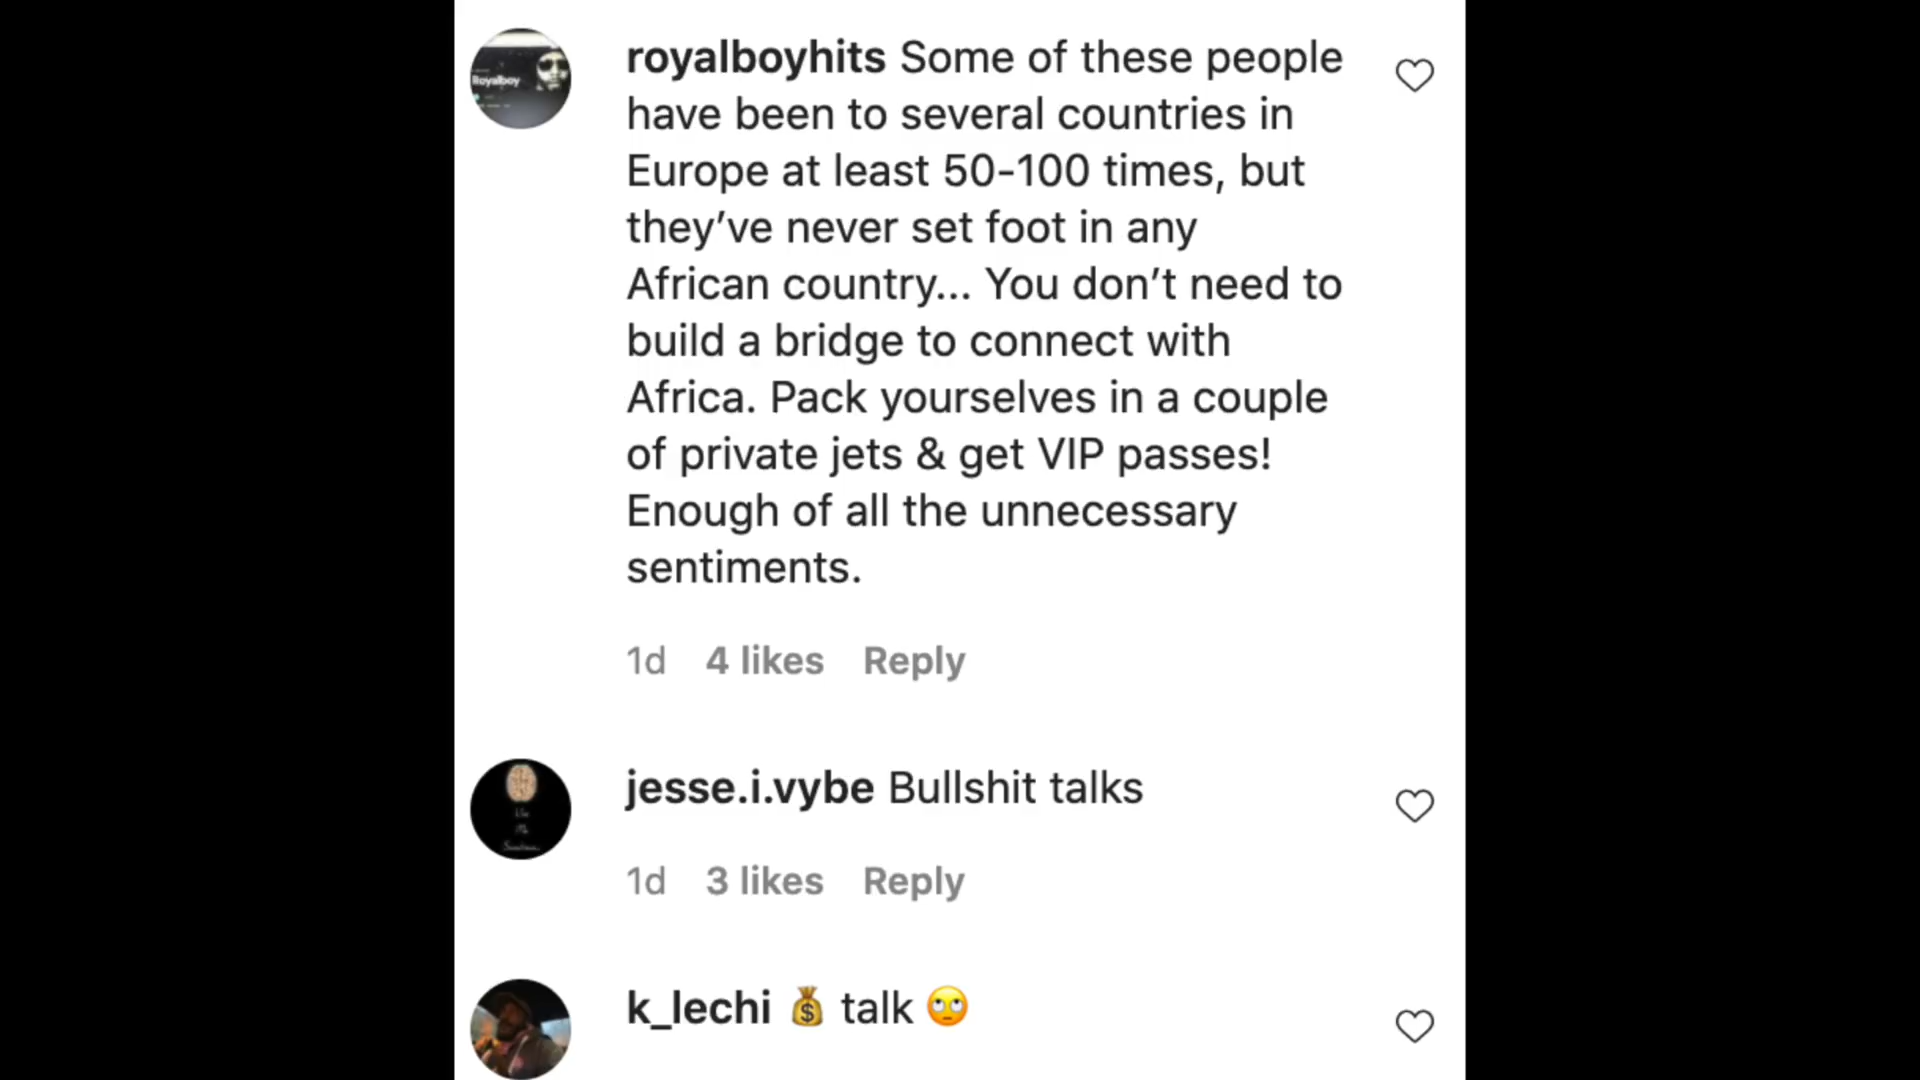 royalboyhits Some of these people
have been to several countries in
Europe at least 50-100 times, but
they’ve never set foot in any
African country... You don’t need to
build a bridge to connect with
Africa. Pack yourselves in a couple
of private jets & get VIP passes!
Enough of all the unnecessary
sentiments.
1d 4 likes Reply
Royalboy
jesse.i.vybe Bullshit talks
1d 3 likes Reply
k_lechi 💰 talk 🙄